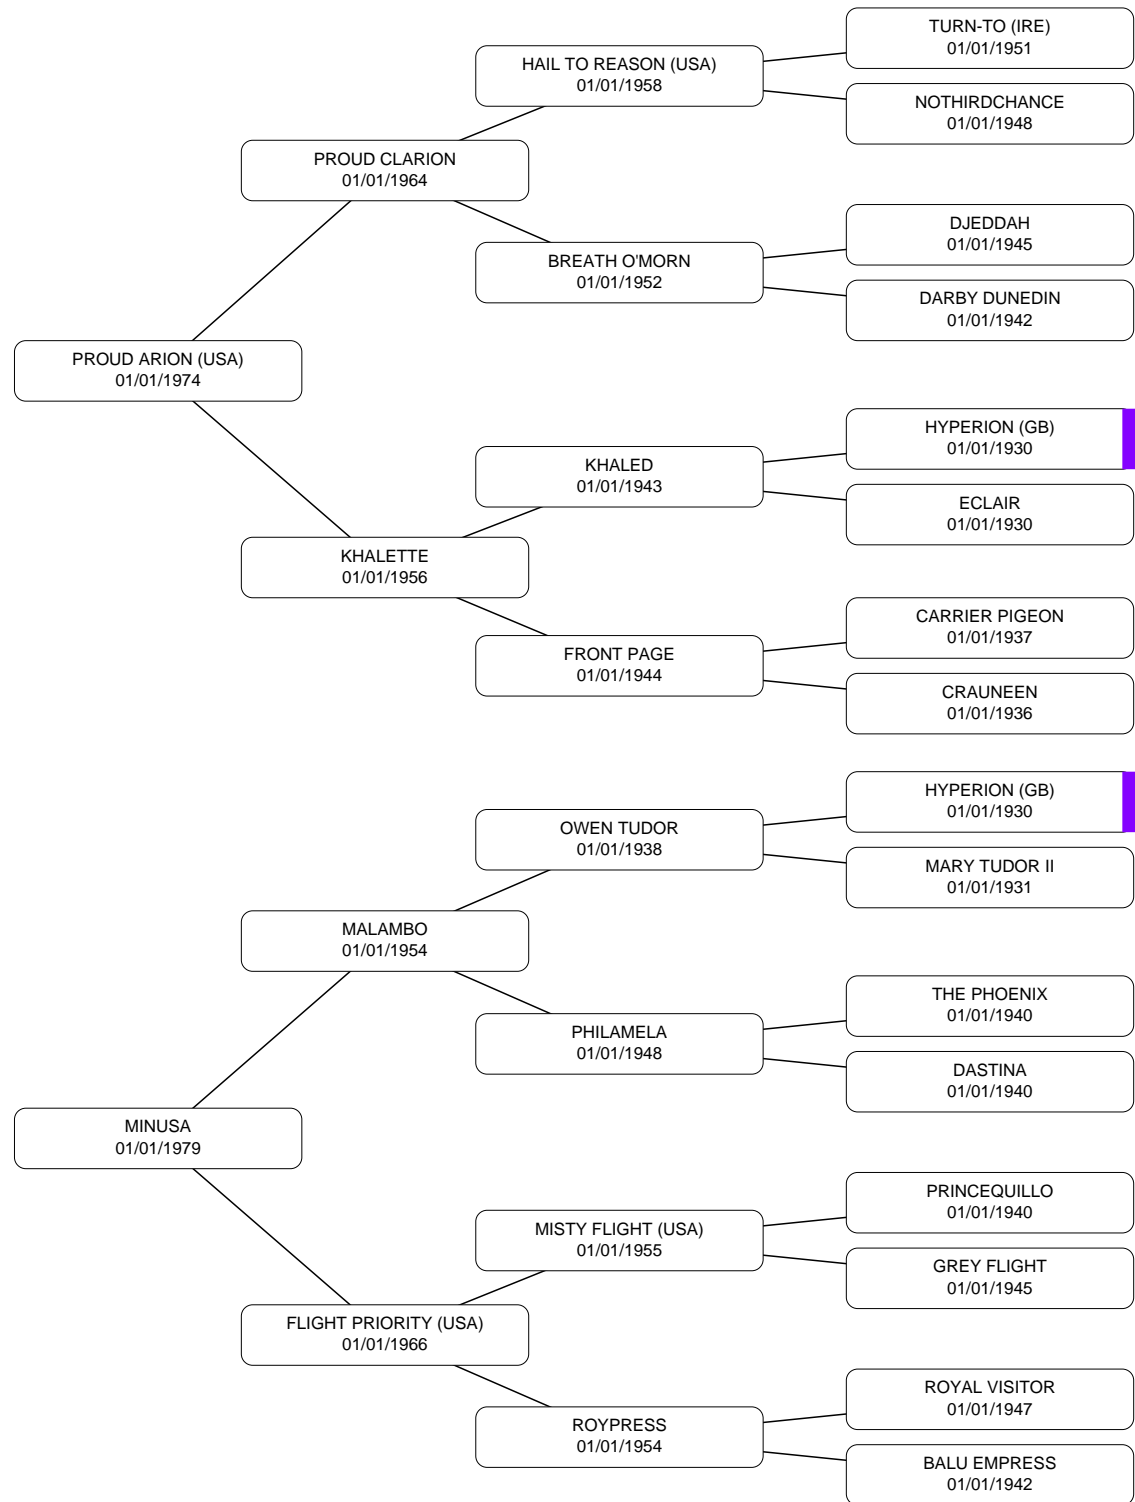 TURN-TO (IRE)
01/01/1951
HAIL TO REASON (USA)
01/01/1958
NOTHIRDCHANCE
01/01/1948
PROUD CLARION
01/01/1964
DJEDDAH
01/01/1945
BREATH O'MORN
01/01/1952
DARBY DUNEDIN
01/01/1942
PROUD ARION (USA)
01/01/1974
HYPERION (GB)
01/01/1930
KHALED
01/01/1943
ECLAIR
01/01/1930
KHALETTE
01/01/1956
CARRIER PIGEON
01/01/1937
FRONT PAGE
01/01/1944
CRAUNEEN
01/01/1936
HYPERION (GB)
01/01/1930
OWEN TUDOR
01/01/1938
MARY TUDOR II
01/01/1931
MALAMBO
01/01/1954
THE PHOENIX
01/01/1940
PHILAMELA
01/01/1948
DASTINA
01/01/1940
MINUSA
01/01/1979
PRINCEQUILLO
01/01/1940
MISTY FLIGHT (USA)
01/01/1955
GREY FLIGHT
01/01/1945
FLIGHT PRIORITY (USA)
01/01/1966
ROYAL VISITOR
01/01/1947
ROYPRESS
01/01/1954
BALU EMPRESS
01/01/1942